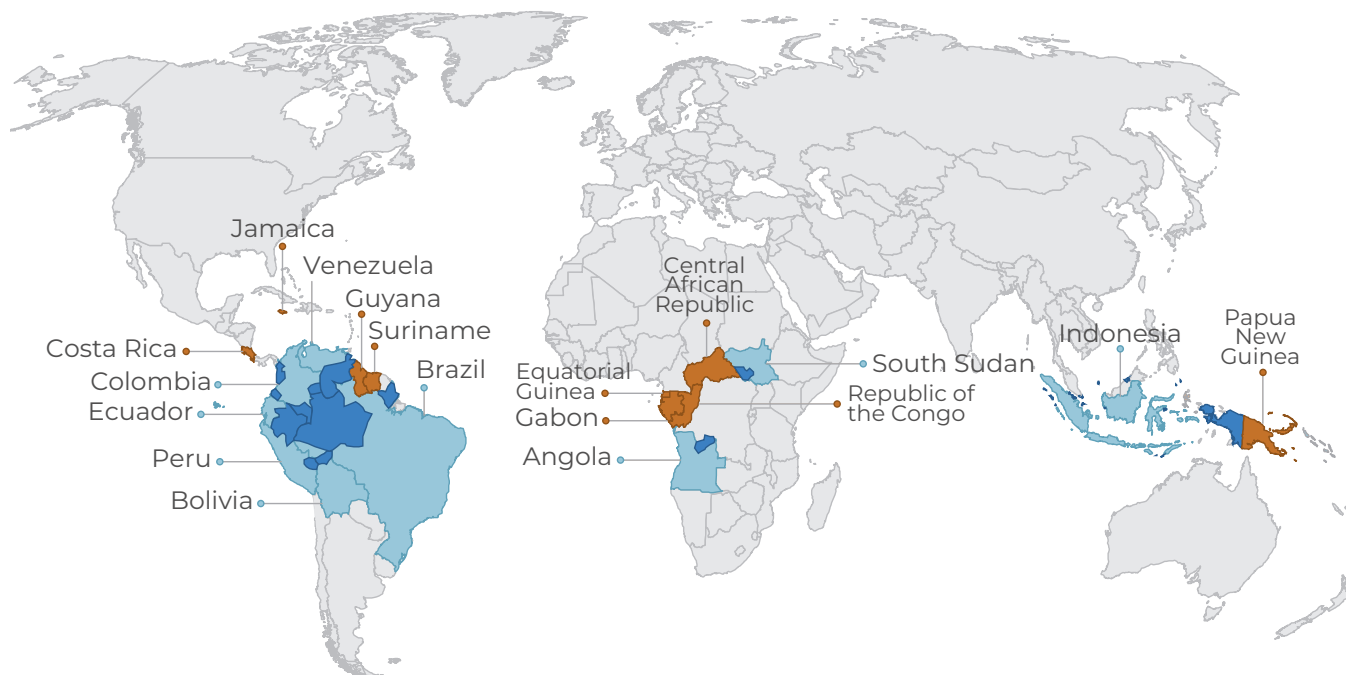 Jamaica
Venezuela
Guyana
Suriname
Costa Rica
Colombia
Brazil
Ecuador
Peru
Bolivia
Central
African
Republic
South Sudan
Equatorial
Guinea
Republic of
the Congo
Gabon
Angola
Indonesia
Papua
New
Guinea